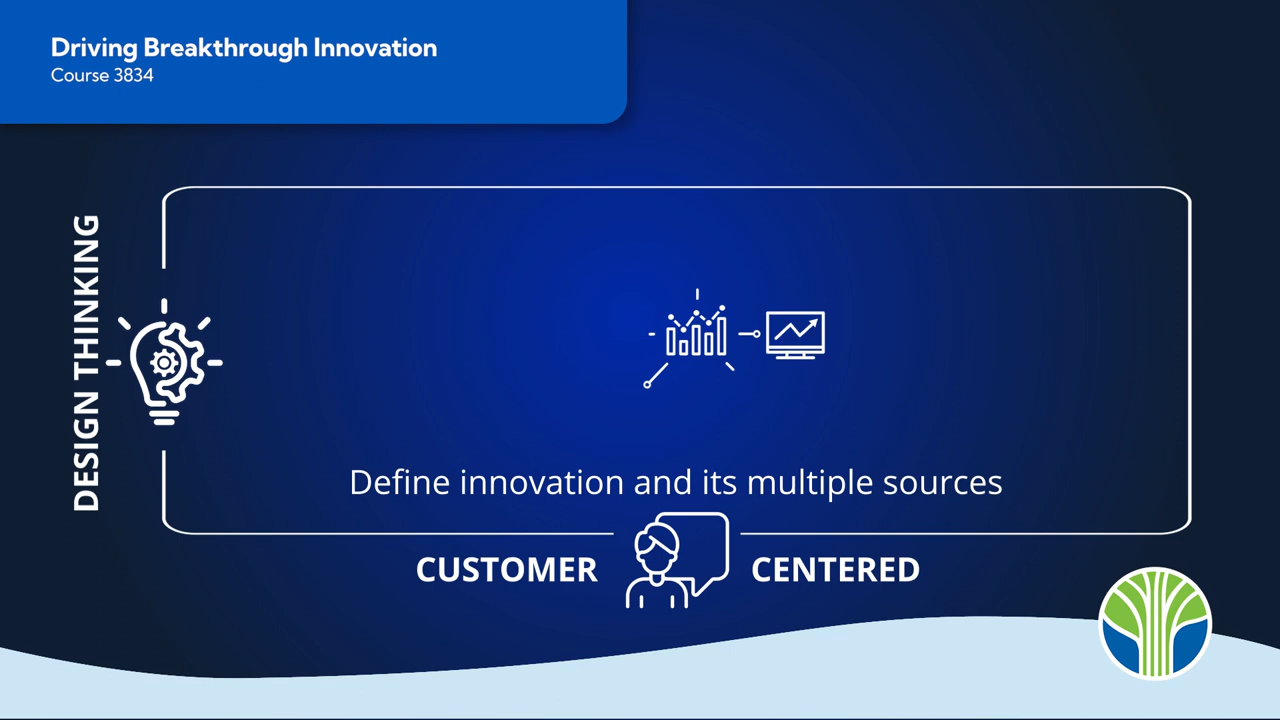 Driving Breakthrough Innovation
Course 3834
DESIGN THINKING
Define innovation and its multiple sources
CUSTOMER CENTERED